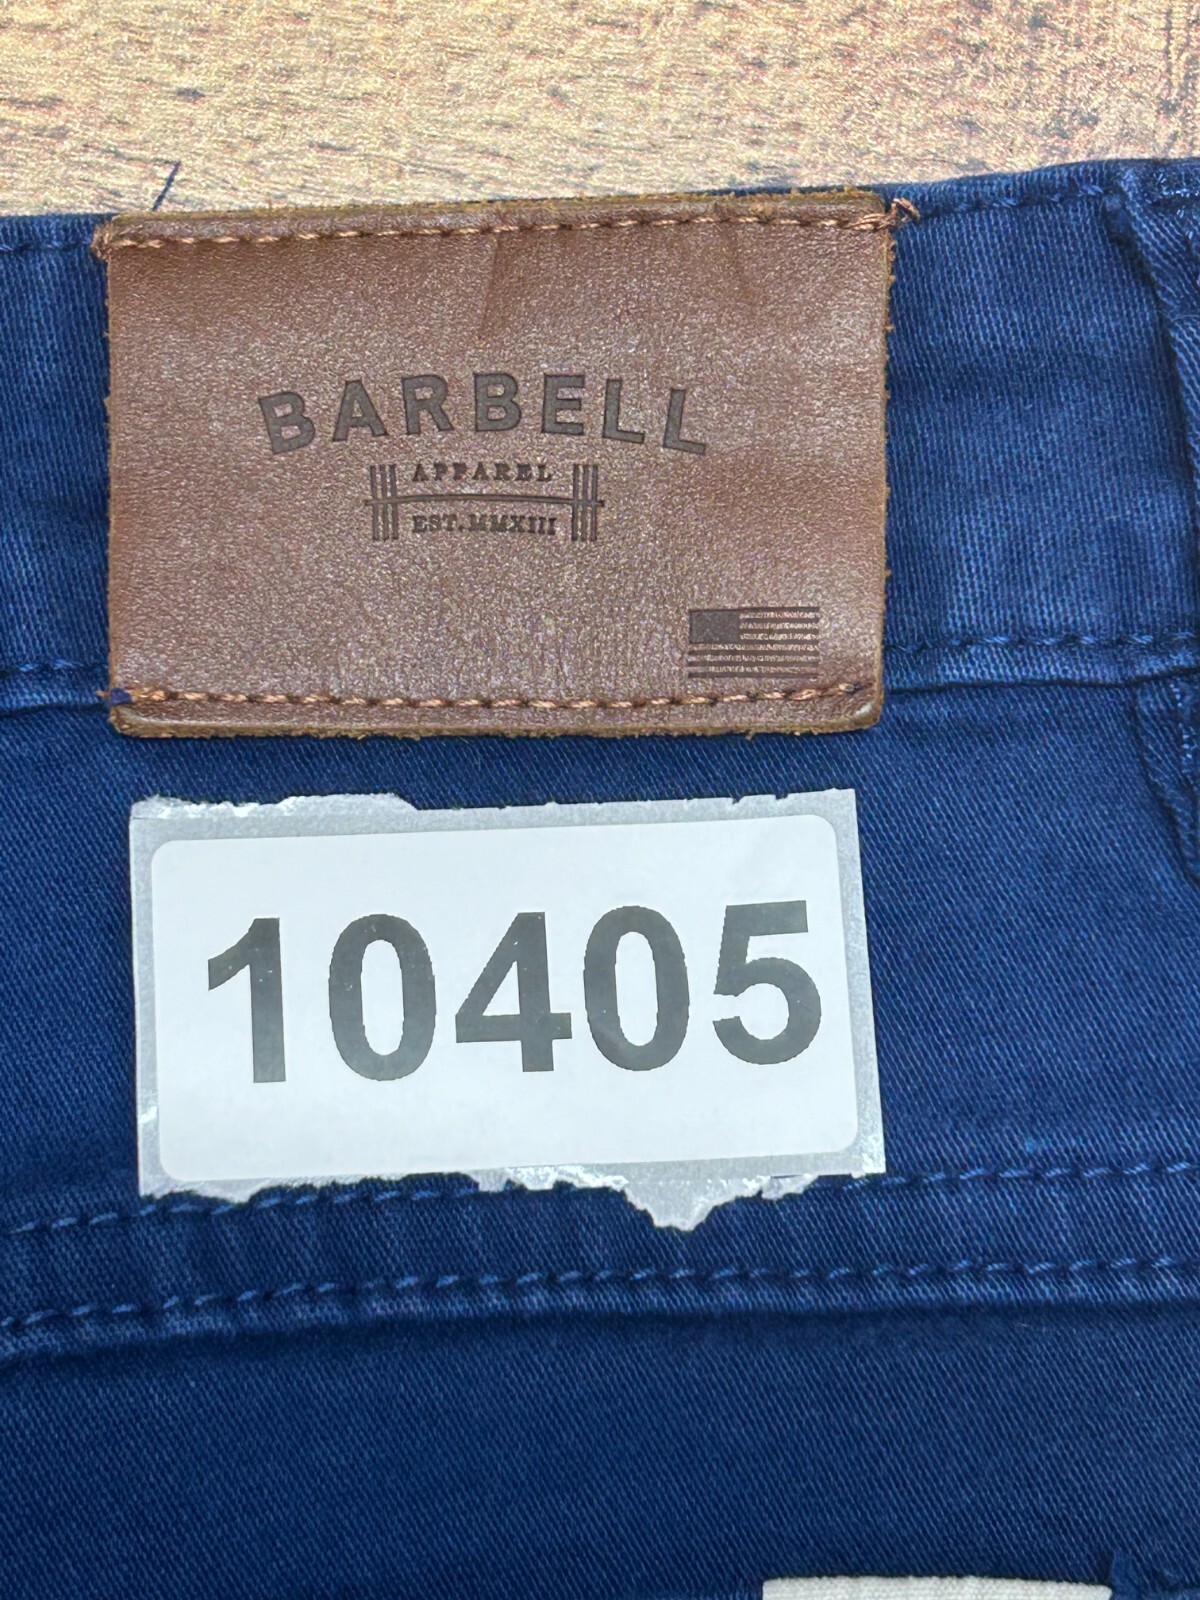 BARBELL
APPAREL
EST. MMXIII
10405